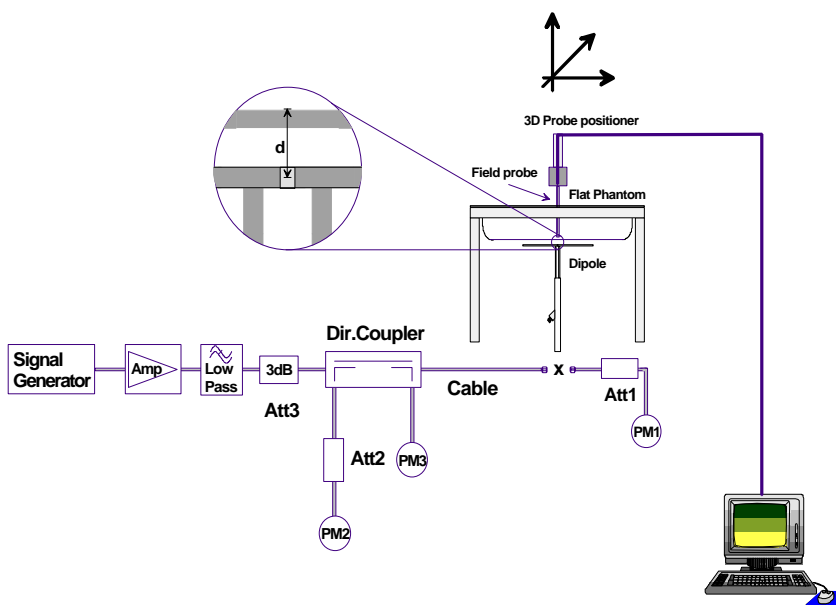 3D Probe positioner
d
Field probe
Flat Phantom
Dipole
Dir.Coupler
Signal
Generator
Amp
Low
Pass
3dB
Att3
Cable
x
Att1
PM1
Att2
PM3
PM2